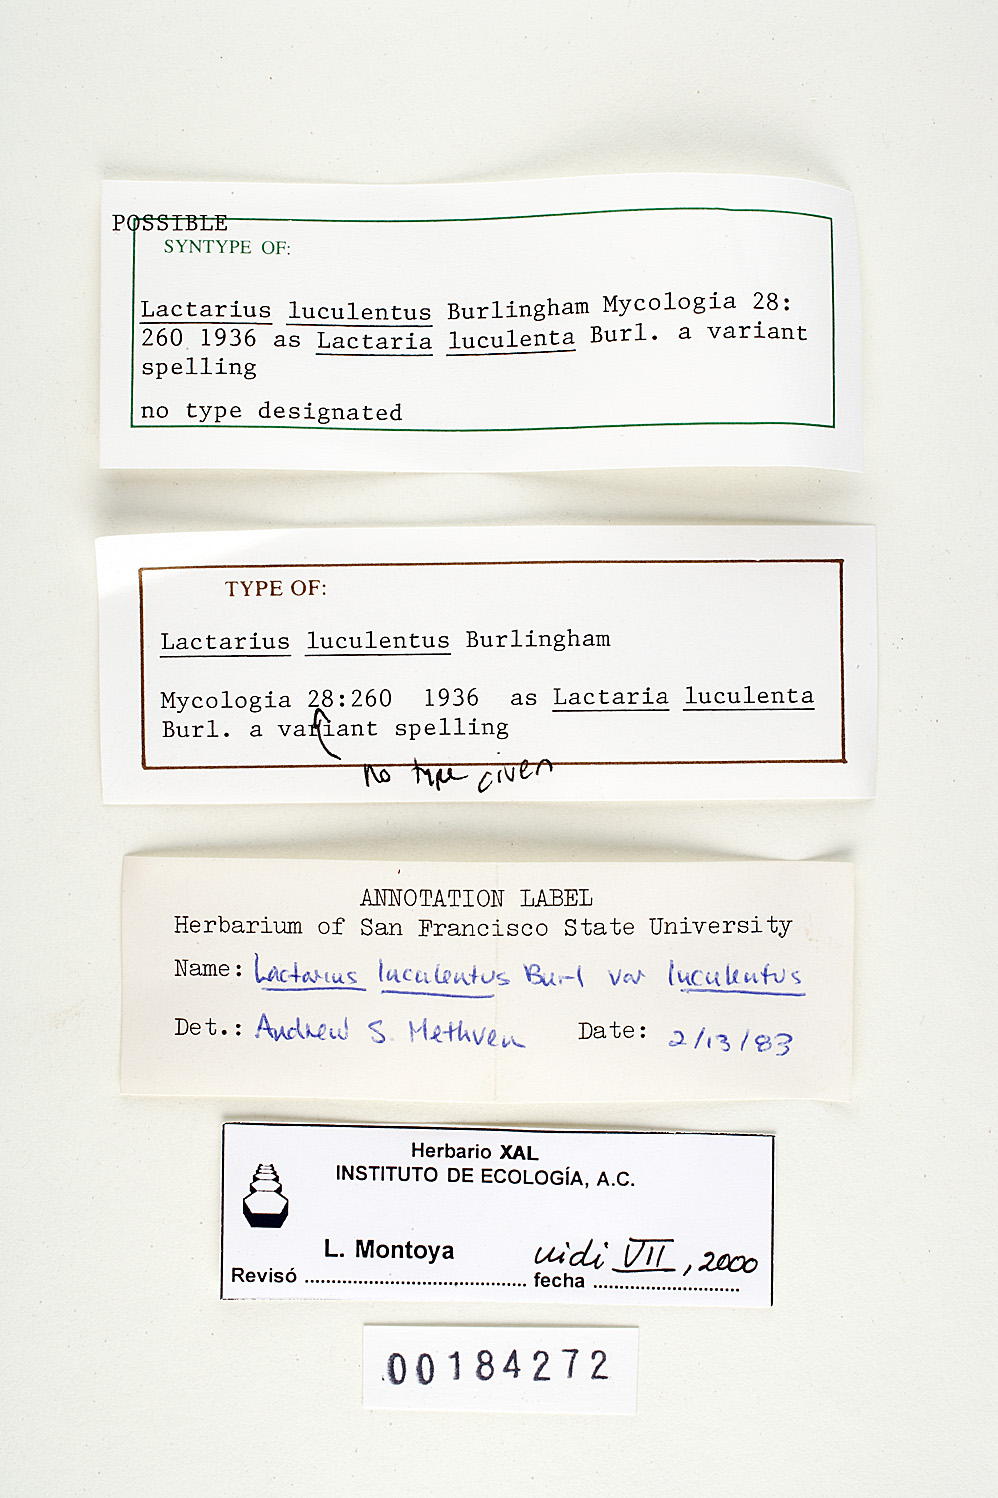 POSSIBLE
SYNTYPE OF:
Lactarius luculentus Burlingham Mycologia 28:
260 1936 as Lactaria luculenta Burl. a variant
spelling
no type designated
TYPE OF:
Lactarius luculentus Burlingham
Mycologia 28:260 1936 as Lactaria luculenta
Burl. a variant spelling
no type given
ANNOTATION LABEL
Herbarium of San Francisco State University
Name: Lactarius luculentus Burl var luculentus
Det.: Andrew S. Methven Date: 2/13/83
Herbario XAL
INSTITUTO DE ECOLOGÍA, A.C.
L. Montoya vidi VII, 2000
Revisó ........................................ fecha ..........................
00184272